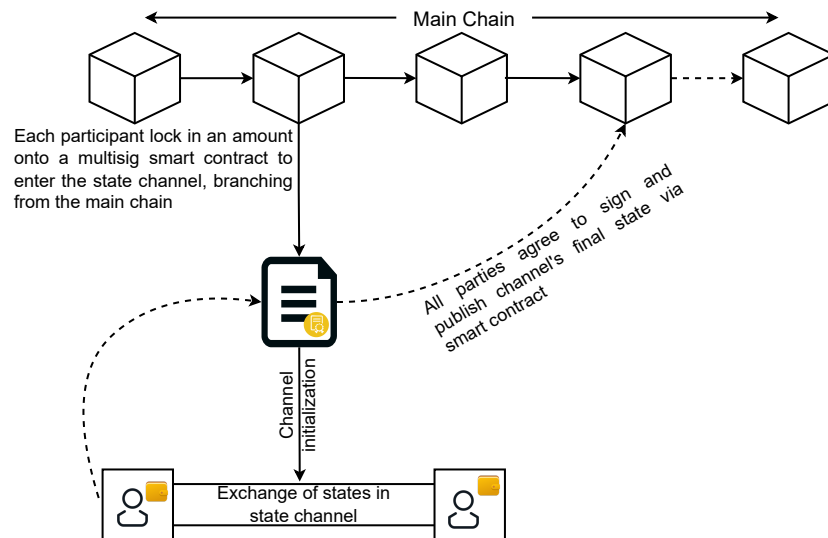 Main Chain
Each participant lock in an amount
onto a multisig smart contract to
enter the state channel, branching
from the main chain
All parties agree to sign and
publish channel's final state via
smart contract
Channel
initialization
Exchange of states in
state channel